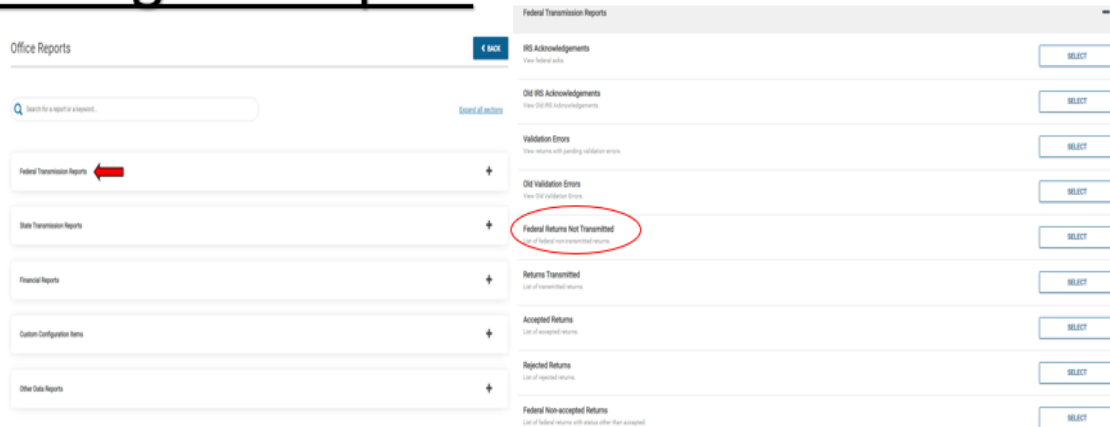 Office Reports
< BACK
Search for a report or a keyword...
Expand all sections
Federal Transmission Reports
+
State Transmission Reports
+
Financial Reports
+
Custom Configuration Items
+
Other Data Reports
+
Federal Transmission Reports
IRS Acknowledgements
View federal acks.
SELECT
Old IRS Acknowledgements
View Old IRS Acknowledgements.
SELECT
Validation Errors
View returns with pending validation errors.
SELECT
Old Validation Errors
View Old Validation Errors.
SELECT
Federal Returns Not Transmitted
List of federal non-transmitted returns.
SELECT
Returns Transmitted
List of transmitted returns.
SELECT
Accepted Returns
List of accepted returns.
SELECT
Rejected Returns
List of rejected returns.
SELECT
Federal Non-accepted Returns
List of federal returns with status other than accepted.
SELECT